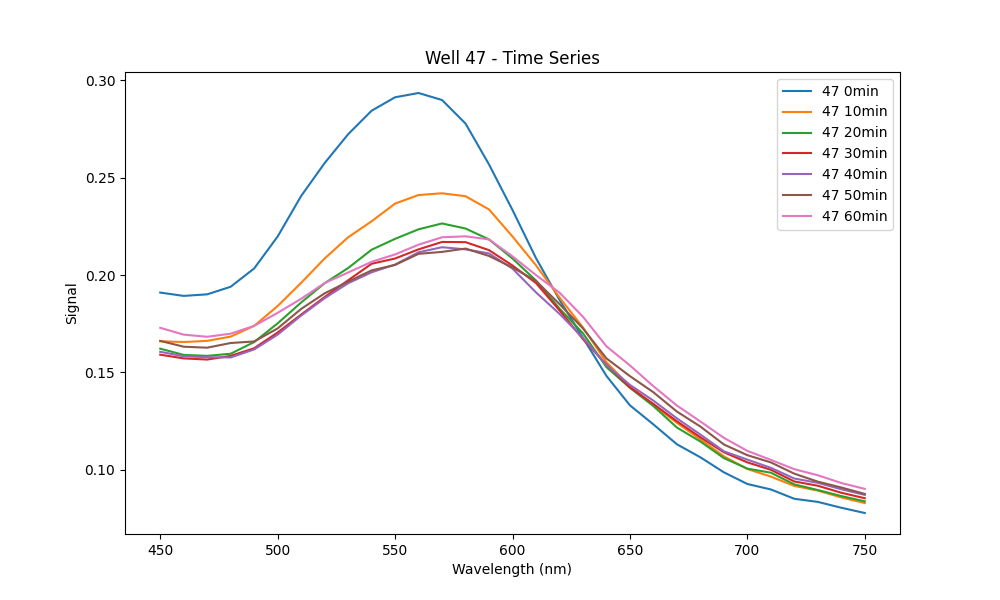 Well 47 - Time Series
Signal
0.30
0.25
0.20
0.15
0.10
47 0min
47 10min
47 20min
47 30min
47 40min
47 50min
47 60min
450 500 550 600 650 700 750
Wavelength (nm)